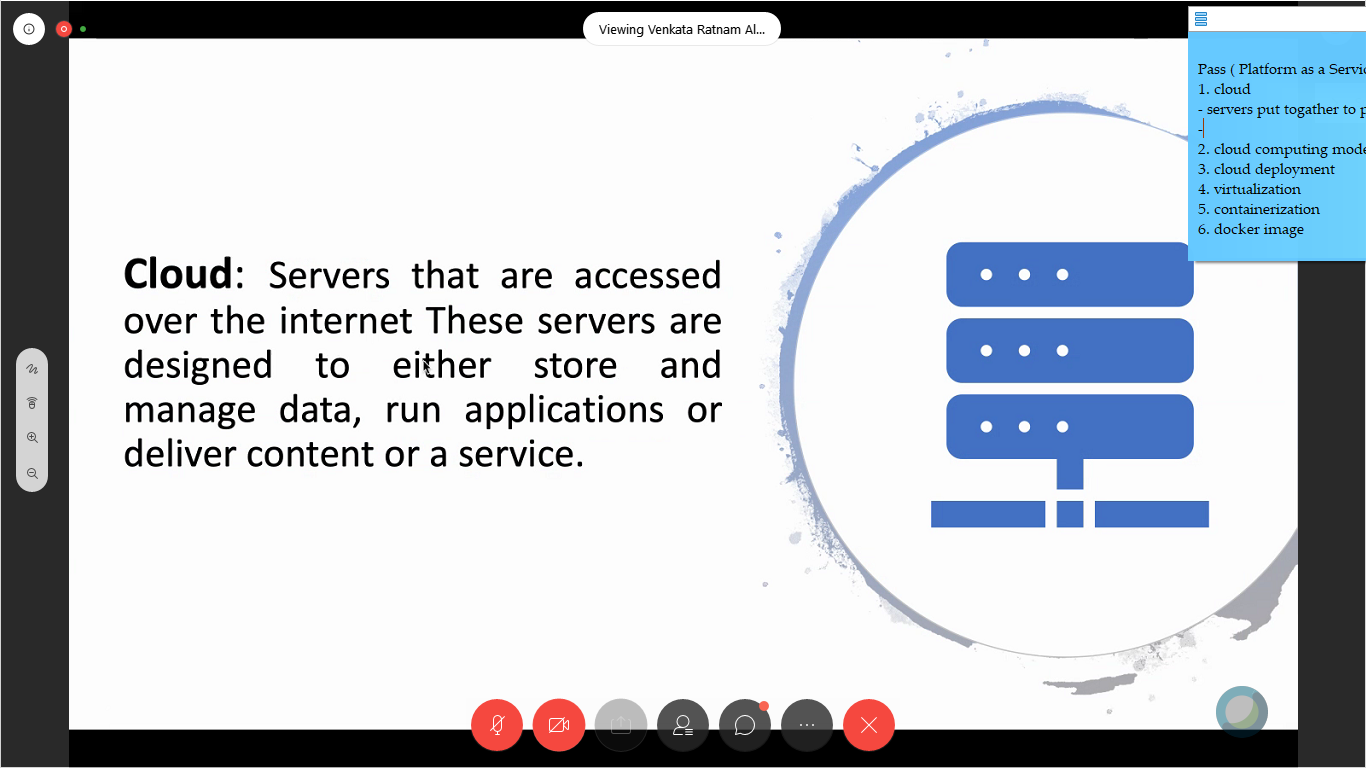 Viewing Venkata Ratnam Al...
Pass ( Platform as a
1. cloud
- servers put togather to
-
2. cloud computing
3. cloud deployment
4. virtualization
5. containerization
6. docker image
Cloud: Servers that are accessed
over the internet These servers are
designed to either store and
manage data, run applications or
deliver content or a service.